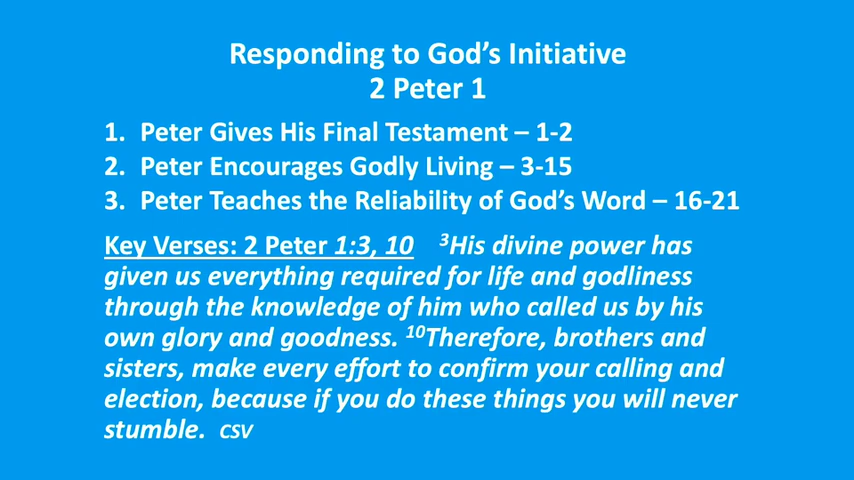 Responding to God’s Initiative
2 Peter 1
1. Peter Gives His Final Testament – 1-2
2. Peter Encourages Godly Living – 3-15
3. Peter Teaches the Reliability of God’s Word – 16-21
Key Verses: 2 Peter 1:3, 10 ³His divine power has
given us everything required for life and godliness
through the knowledge of him who called us by his
own glory and goodness. ¹⁰Therefore, brothers and
sisters, make every effort to confirm your calling and
election, because if you do these things you will never
stumble. CSV